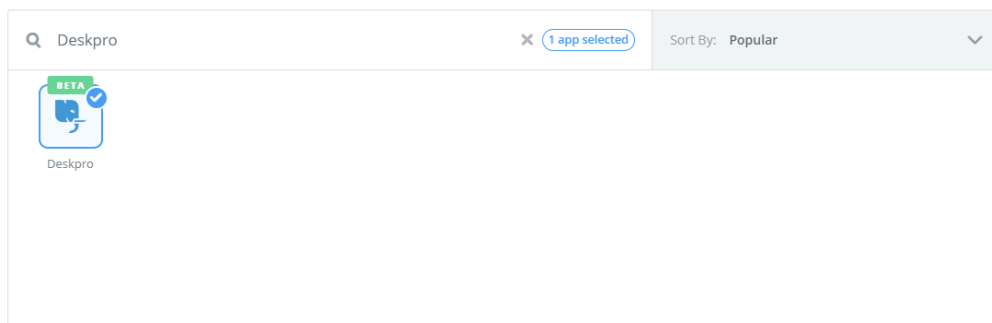 Deskpro
1 app selected
Sort By: Popular
BETA
Deskpro